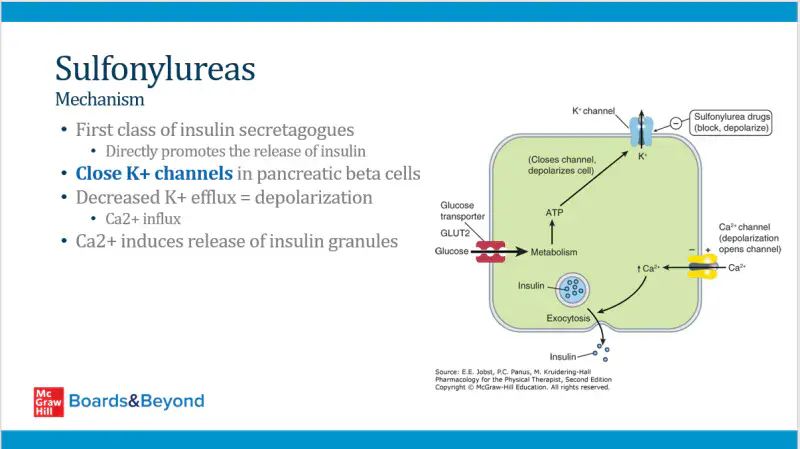 Sulfonylureas
Mechanism
• First class of insulin secretagogues
• Directly promotes the release of insulin
• Close K+ channels in pancreatic beta cells
• Decreased K+ efflux = depolarization
• Ca2+ influx
• Ca2+ induces release of insulin granules
K⁺ channel
−
Sulfonylurea drugs
(block, depolarize)
K⁺
(Closes channel,
depolarizes cell)
Glucose
transporter
GLUT2
Glucose
ATP
Metabolism
Ca²⁺ channel
(depolarization
opens channel)
− +
↑ Ca²⁺
Ca²⁺
Insulin
Exocytosis
Insulin
Source: E.E. Jobst, P.C. Panus, M. Kruidering-Hall
Pharmacology for the Physical Therapist, Second Edition
Copyright © McGraw-Hill Education. All rights reserved.
Mc
Graw
Hill
Boards&Beyond